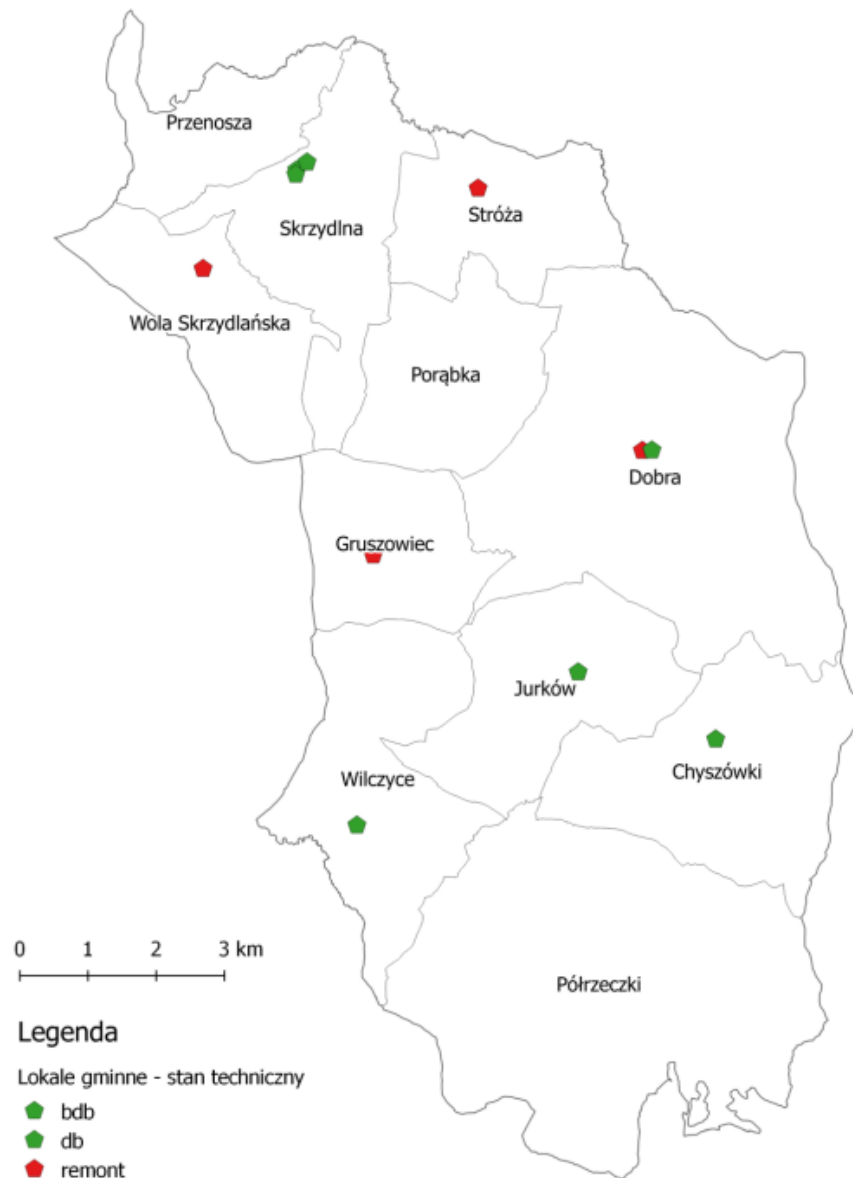 Przenosza
Skrzydlna
Stróża
Wola Skrzydlańska
Porąbka
Dobra
Gruszowiec
Jurków
Chyszówki
Wilczyce
Półrzeczki
0 1 2 3 km
Legenda
Lokale gminne - stan techniczny
bdb
db
remont